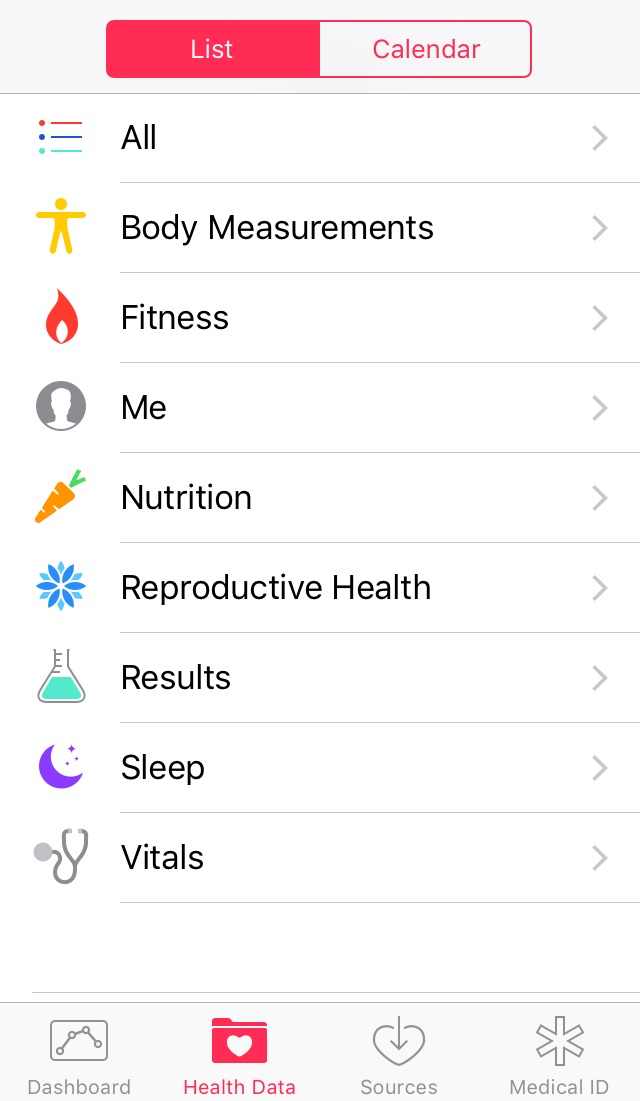 List Calendar
All
Body Measurements
Fitness
Me
Nutrition
Reproductive Health
Results
Sleep
Vitals
Dashboard Health Data Sources Medical ID